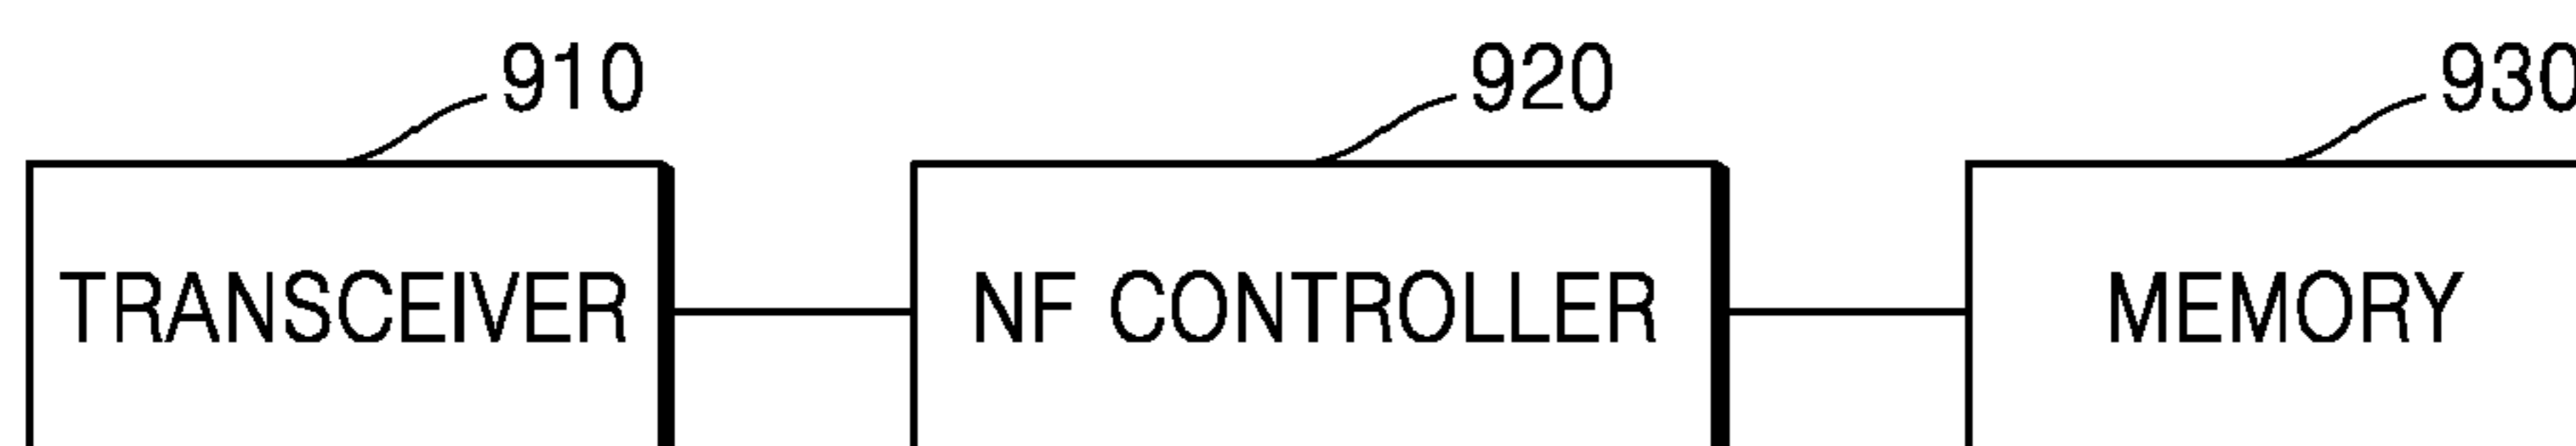 910 920 930
TRANSCEIVER NF CONTROLLER MEMORY